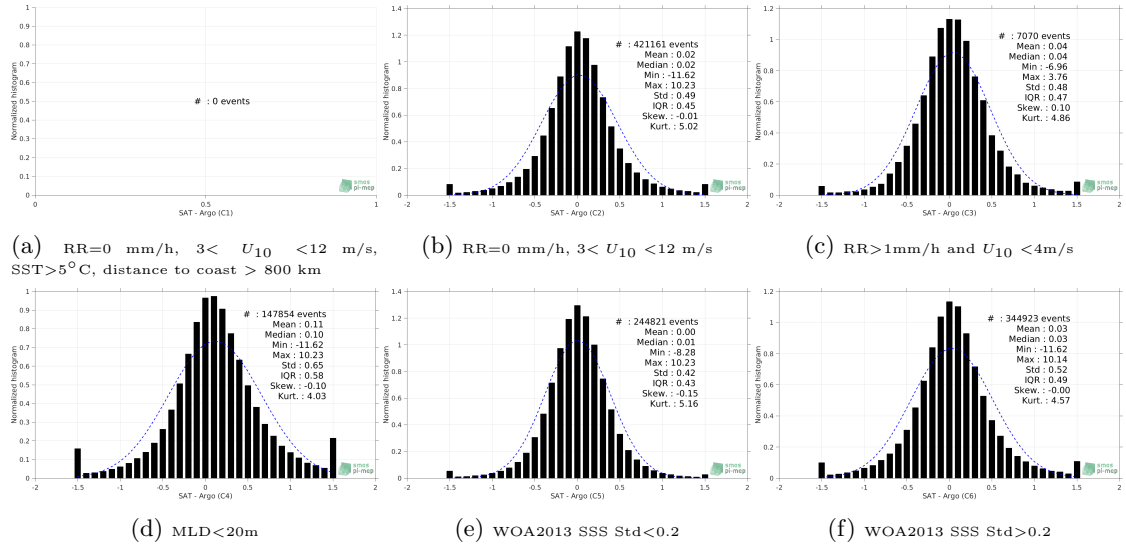 1
0.9
0.8
0.7
0.6
0.5
0.4
0.3
0.2
0.1
0
Normalized histogram
# : 0 events
0 0.5 1
SAT - Argo (C1)
smos
pi-mep
1.4
1.2
1
0.8
0.6
0.4
0.2
0
Normalized histogram
# : 421161 events
Mean : 0.02
Median : 0.02
Min : -11.62
Max : 10.23
Std : 0.49
IQR : 0.45
Skew. : -0.01
Kurt. : 5.02
-2 -1.5 -1 -0.5 0 0.5 1 1.5 2
SAT - Argo (C2)
smos
pi-mep
1.2
1
0.8
0.6
0.4
0.2
0
Normalized histogram
# : 7070 events
Mean : 0.04
Median : 0.04
Min : -6.96
Max : 3.76
Std : 0.48
IQR : 0.47
Skew. : 0.10
Kurt. : 4.86
-2 -1.5 -1 -0.5 0 0.5 1 1.5 2
SAT - Argo (C3)
smos
pi-mep
(a) RR=0 mm/h, 3< U10 <12 m/s,
SST>5°C, distance to coast > 800 km
(b) RR=0 mm/h, 3< U10 <12 m/s
(c) RR>1mm/h and U10 <4m/s
1
0.9
0.8
0.7
0.6
0.5
0.4
0.3
0.2
0.1
0
Normalized histogram
# : 147854 events
Mean : 0.11
Median : 0.10
Min : -11.62
Max : 10.23
Std : 0.65
IQR : 0.58
Skew. : -0.10
Kurt. : 4.03
-2 -1.5 -1 -0.5 0 0.5 1 1.5 2
SAT - Argo (C4)
smos
pi-mep
1.4
1.2
1
0.8
0.6
0.4
0.2
0
Normalized histogram
# : 244821 events
Mean : 0.00
Median : 0.01
Min : -8.28
Max : 10.23
Std : 0.42
IQR : 0.43
Skew. : -0.15
Kurt. : 5.16
-2 -1.5 -1 -0.5 0 0.5 1 1.5 2
SAT - Argo (C5)
smos
pi-mep
1.2
1
0.8
0.6
0.4
0.2
0
Normalized histogram
# : 344923 events
Mean : 0.03
Median : 0.03
Min : -11.62
Max : 10.14
Std : 0.52
IQR : 0.49
Skew. : -0.00
Kurt. : 4.57
-2 -1.5 -1 -0.5 0 0.5 1 1.5 2
SAT - Argo (C6)
smos
pi-mep
(d) MLD<20m
(e) WOA2013 SSS Std<0.2
(f) WOA2013 SSS Std>0.2